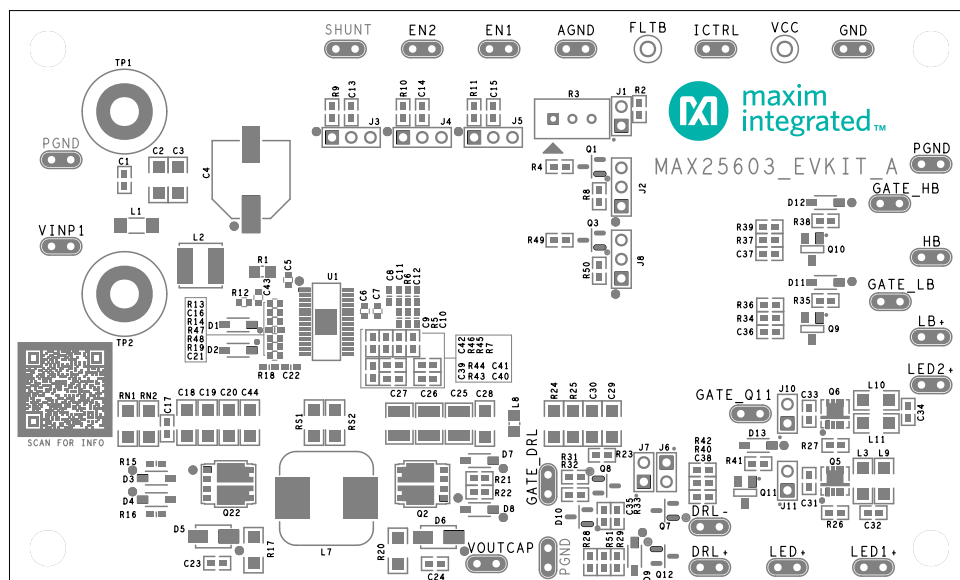 SHUNT EN2 EN1 AGND FLTB ICTRL VCC GND
TP1
R9 C13 R10 C14 R11 C15 R3 J1 R2
maxim
integrated™
J3 J4 J5
PGND
C1 C2 C3 C4
R4 Q1 R8 J2
MAX25603_EVKIT_A
PGND
GATE_HB
D12
R38
R39
R37
C37
Q10
L1
VINP1
L2
R49 Q3 R50 J8
HB
R1 C5 U1
R12 C43
C8 C11 R6 C12
C6 C7
D11
R35
GATE_LB
R36
R34
C36
Q9
LB+
R13
C16
R14
R47
R48
R19
C21
D1
D2
TP2
C9 R5 C10
C42 R46 R45 R7
C39 R44 C41
R43 C40
R18 C22
LED2+
SCAN FOR INFO
RN1 RN2 C17 C18 C19 C20 C44
RS1 RS2
C27 C26 C25 C28 L8
R24 R25 C30 C29
GATE_Q11
J10 C33 Q6 L10 C34
R27 L11
GATE_DRL
R31
R32
R23
J7 J6
R42
R40
C38
D13
R41
Q11
J11 C31
Q5 L3 L9
R26 C32
R15
D3
D4
R16
Q22
L7
Q2
D7
R21
R22
D8
Q8
C35
R33
D10
R28 R51 R29
Q7
DRL-
D5
C23
R17
R20
D6
C24
VOUTCAP
PGND
D9
Q12
DRL+ LED+ LED1+